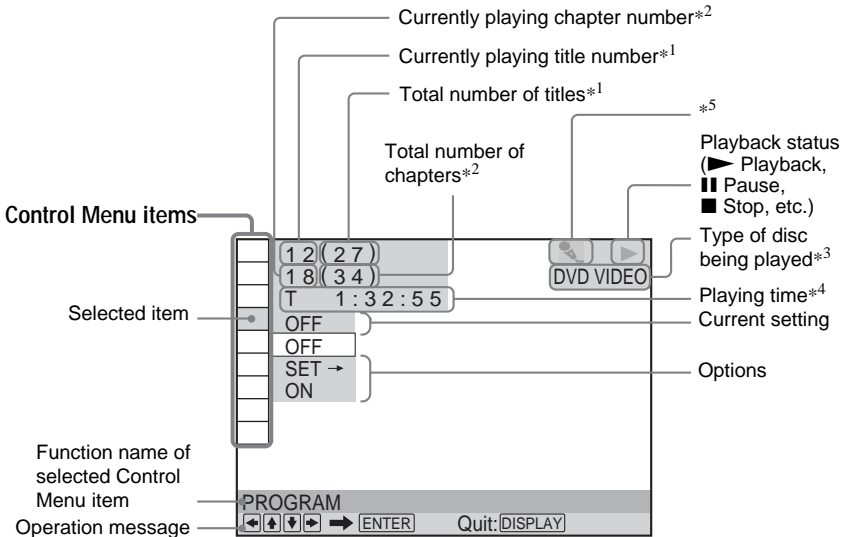 Currently playing chapter number*2
Currently playing title number*1
Total number of titles*1
*5
Total number of
chapters*2
Playback status
(► Playback,
❚❚ Pause,
■ Stop, etc.)
Control Menu items
Type of disc
being played*3
12(27)
18(34)
DVD VIDEO
T 1:32:55
Playing time*4
Selected item
OFF
Current setting
OFF
SET →
ON
Options
Function name of
selected Control
Menu item
PROGRAM
Operation message
← ↑ ↓ → ➡ ENTER Quit: DISPLAY